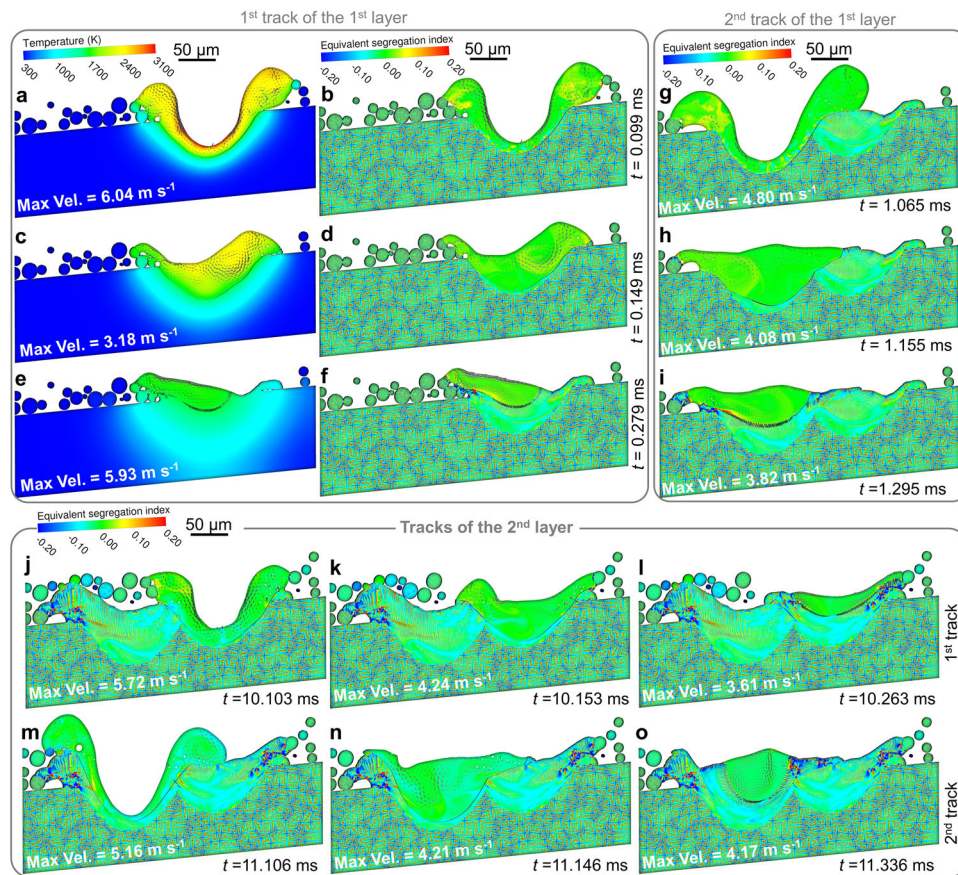 1st track of the 1st layer
Temperature (K)
300 1000 1700 2400 3100
50 µm
Equivalent segregation index
-0.20 -0.10 0.00 0.10 0.20
50 µm
a
Max Vel. = 6.04 m s-1
b
t = 0.099 ms
c
Max Vel. = 3.18 m s-1
d
t = 0.149 ms
e
Max Vel. = 5.93 m s-1
f
t = 0.279 ms
2nd track of the 1st layer
Equivalent segregation index
-0.20 -0.10 0.00 0.10 0.20
50 µm
g
Max Vel. = 4.80 m s-1
t = 1.065 ms
h
Max Vel. = 4.08 m s-1
t = 1.155 ms
i
Max Vel. = 3.82 m s-1
t =1.295 ms
Equivalent segregation index
-0.20 -0.10 0.00 0.10 0.20
50 µm
Tracks of the 2nd layer
j
Max Vel. = 5.72 m s-1
t =10.103 ms
k
Max Vel. = 4.24 m s-1
t =10.153 ms
l
Max Vel. = 3.61 m s-1
t =10.263 ms
1st track
m
Max Vel. = 5.16 m s-1
t =11.106 ms
n
Max Vel. = 4.21 m s-1
t =11.146 ms
o
Max Vel. = 4.17 m s-1
t =11.336 ms
2nd track